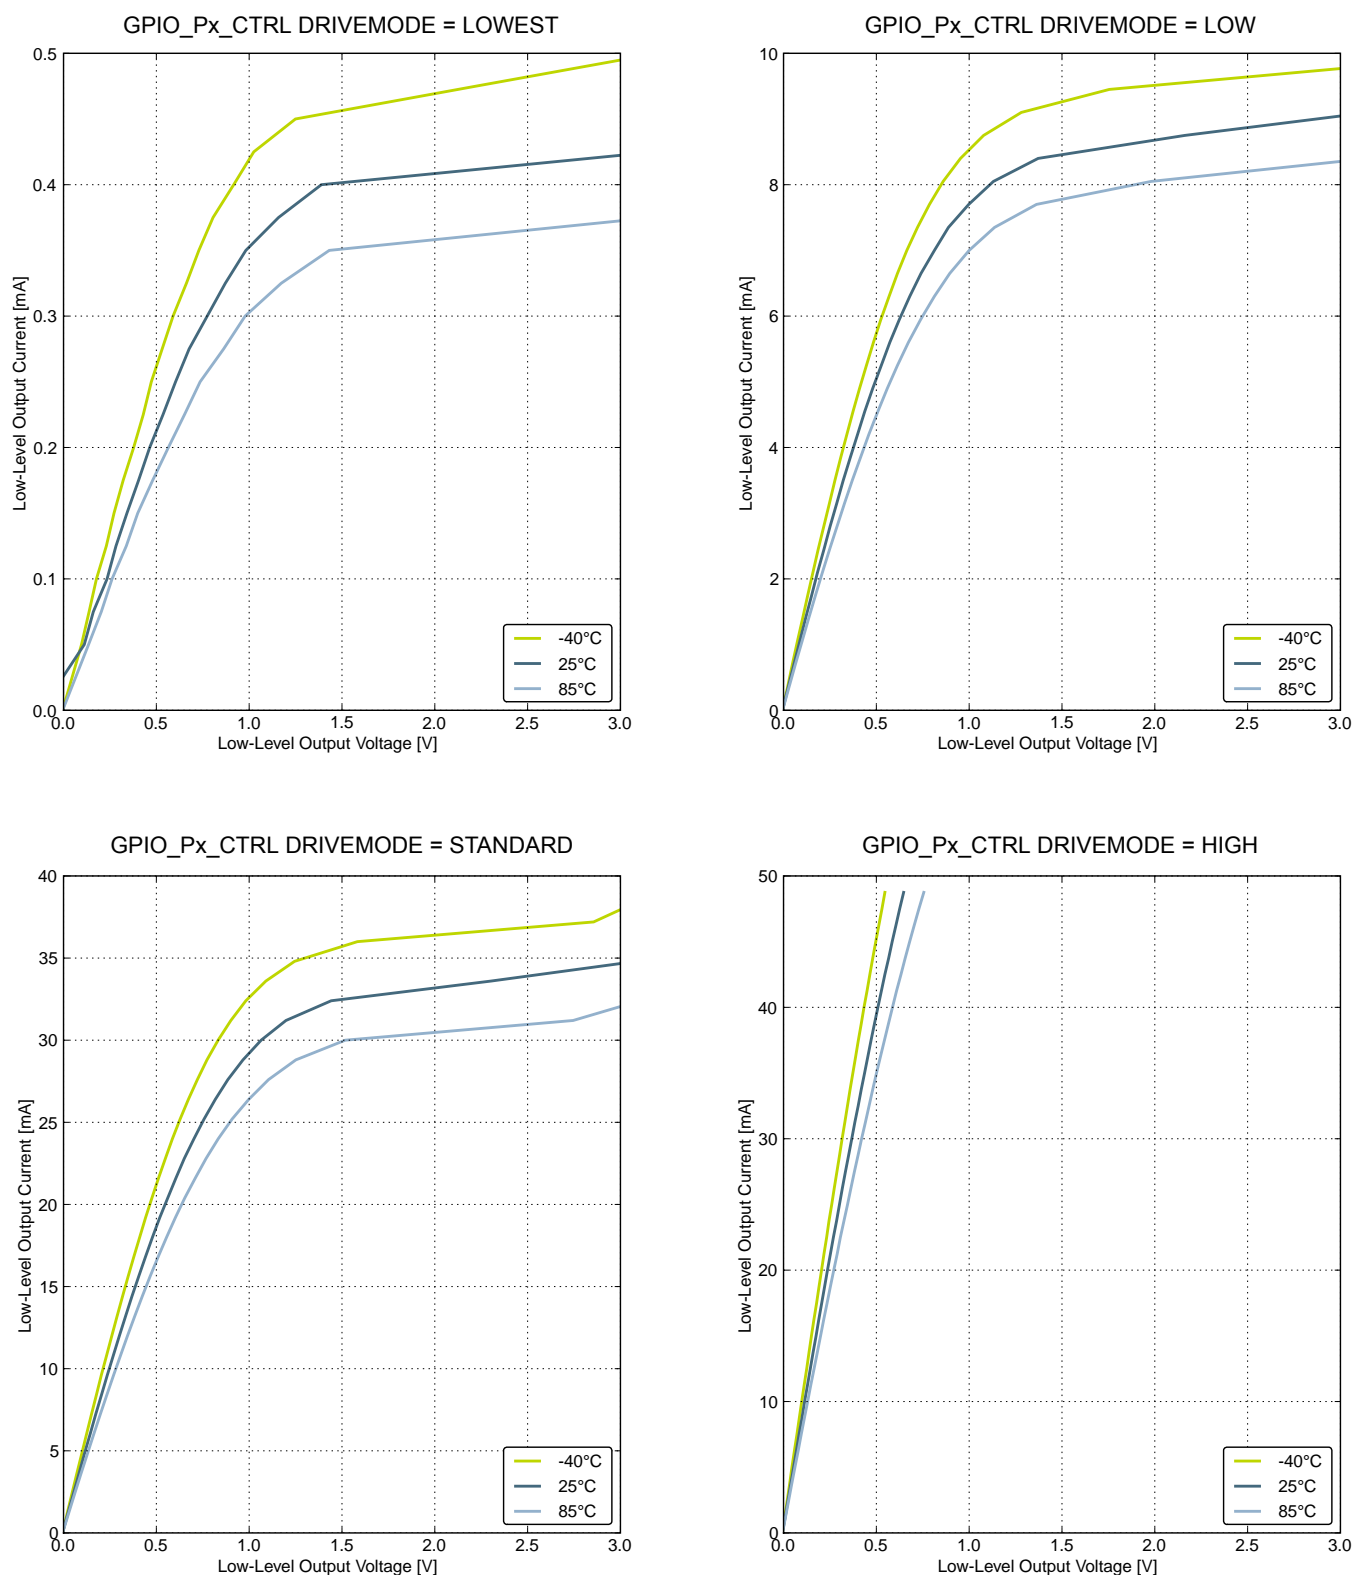 GPIO_Px_CTRL DRIVEMODE = LOWEST
0.5
0.4
0.3
0.2
0.1
0.0
Low-Level Output Current [mA]
0.0 0.5 1.0 1.5 2.0 2.5 3.0
Low-Level Output Voltage [V]
-40°C
25°C
85°C
GPIO_Px_CTRL DRIVEMODE = LOW
10
8
6
4
2
0
Low-Level Output Current [mA]
0.0 0.5 1.0 1.5 2.0 2.5 3.0
Low-Level Output Voltage [V]
-40°C
25°C
85°C
GPIO_Px_CTRL DRIVEMODE = STANDARD
40
35
30
25
20
15
10
5
0
Low-Level Output Current [mA]
0.0 0.5 1.0 1.5 2.0 2.5 3.0
Low-Level Output Voltage [V]
-40°C
25°C
85°C
GPIO_Px_CTRL DRIVEMODE = HIGH
50
40
30
20
10
0
Low-Level Output Current [mA]
0.0 0.5 1.0 1.5 2.0 2.5 3.0
Low-Level Output Voltage [V]
-40°C
25°C
85°C